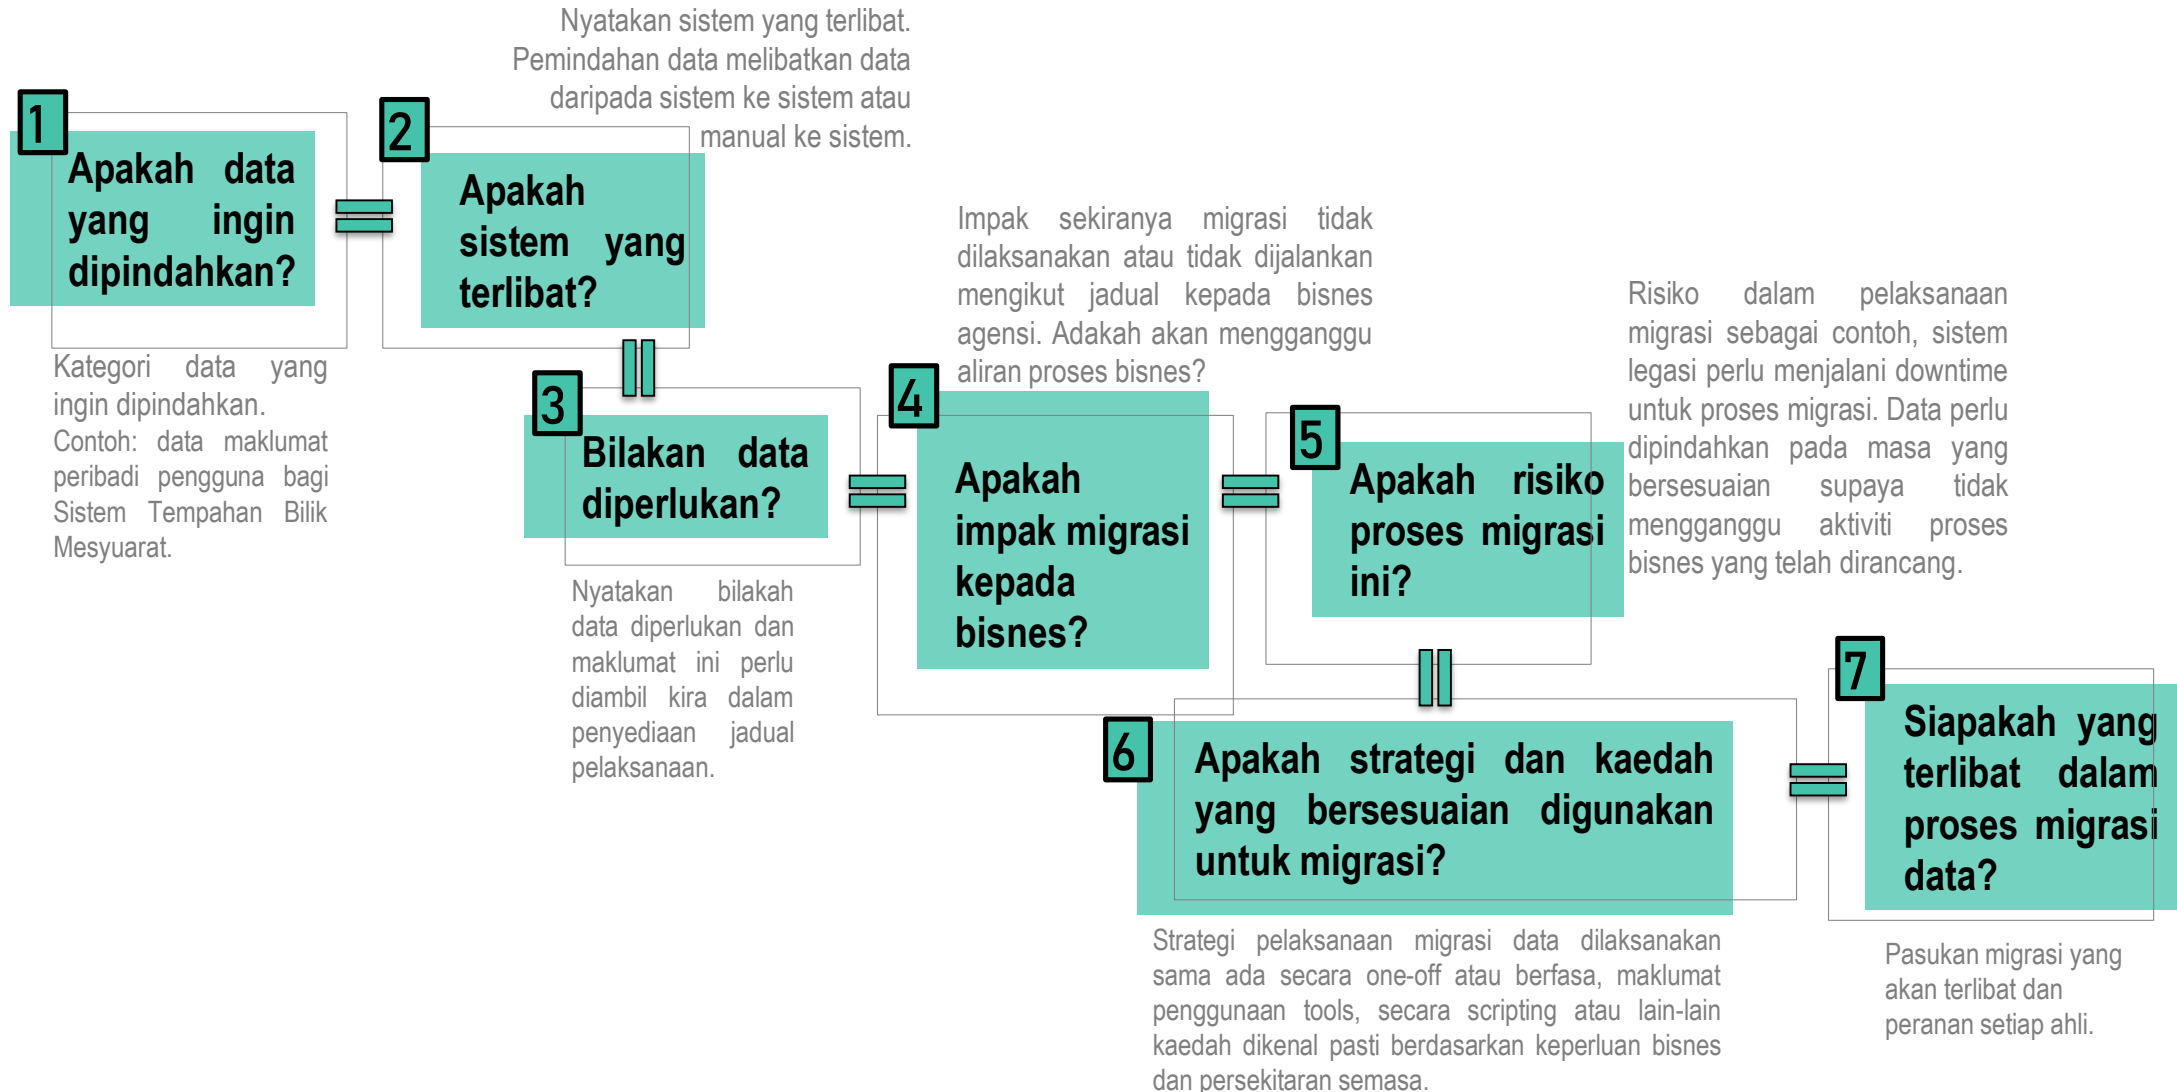 1
Apakah data
yang ingin
dipindahkan?
Kategori data yang
ingin dipindahkan.
Contoh: data maklumat
peribadi pengguna bagi
Sistem Tempahan Bilik
Mesyuarat.
Nyatakan sistem yang terlibat.
Pemindahan data melibatkan data
daripada sistem ke sistem atau
manual ke sistem.
2
Apakah
sistem yang
terlibat?
3
Bilakan data
diperlukan?
Nyatakan bilakah
data diperlukan dan
maklumat ini perlu
diambil kira dalam
penyediaan jadual
pelaksanaan.
Impak sekiranya migrasi tidak
dilaksanakan atau tidak dijalankan
mengikut jadual kepada bisnes
agensi. Adakah akan mengganggu
aliran proses bisnes?
4
Apakah
impak migrasi
kepada
bisnes?
5
Apakah risiko
proses migrasi
ini?
Risiko dalam pelaksanaan
migrasi sebagai contoh, sistem
legasi perlu menjalani downtime
untuk proses migrasi. Data perlu
dipindahkan pada masa yang
bersesuaian supaya tidak
mengganggu aktiviti proses
bisnes yang telah dirancang.
6
Apakah strategi dan kaedah
yang bersesuaian digunakan
untuk migrasi?
Strategi pelaksanaan migrasi data dilaksanakan
sama ada secara one-off atau berfasa, maklumat
penggunaan tools, secara scripting atau lain-lain
kaedah dikenal pasti berdasarkan keperluan bisnes
dan persekitaran semasa.
7
Siapakah yang
terlibat dalam
proses migrasi
data?
Pasukan migrasi yang
akan terlibat dan
peranan setiap ahli.